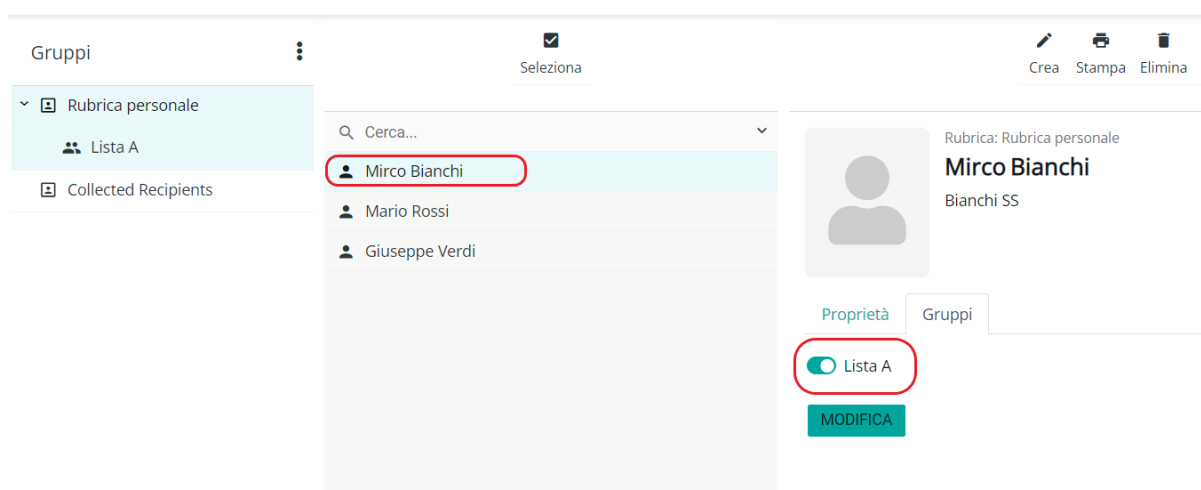 Gruppi
Rubrica personale
Lista A
Collected Recipients
Seleziona
Cerca...
Mirco Bianchi
Mario Rossi
Giuseppe Verdi
Crea Stampa Elimina
Rubrica: Rubrica personale
Mirco Bianchi
Bianchi SS
Proprietà Gruppi
Lista A
MODIFICA